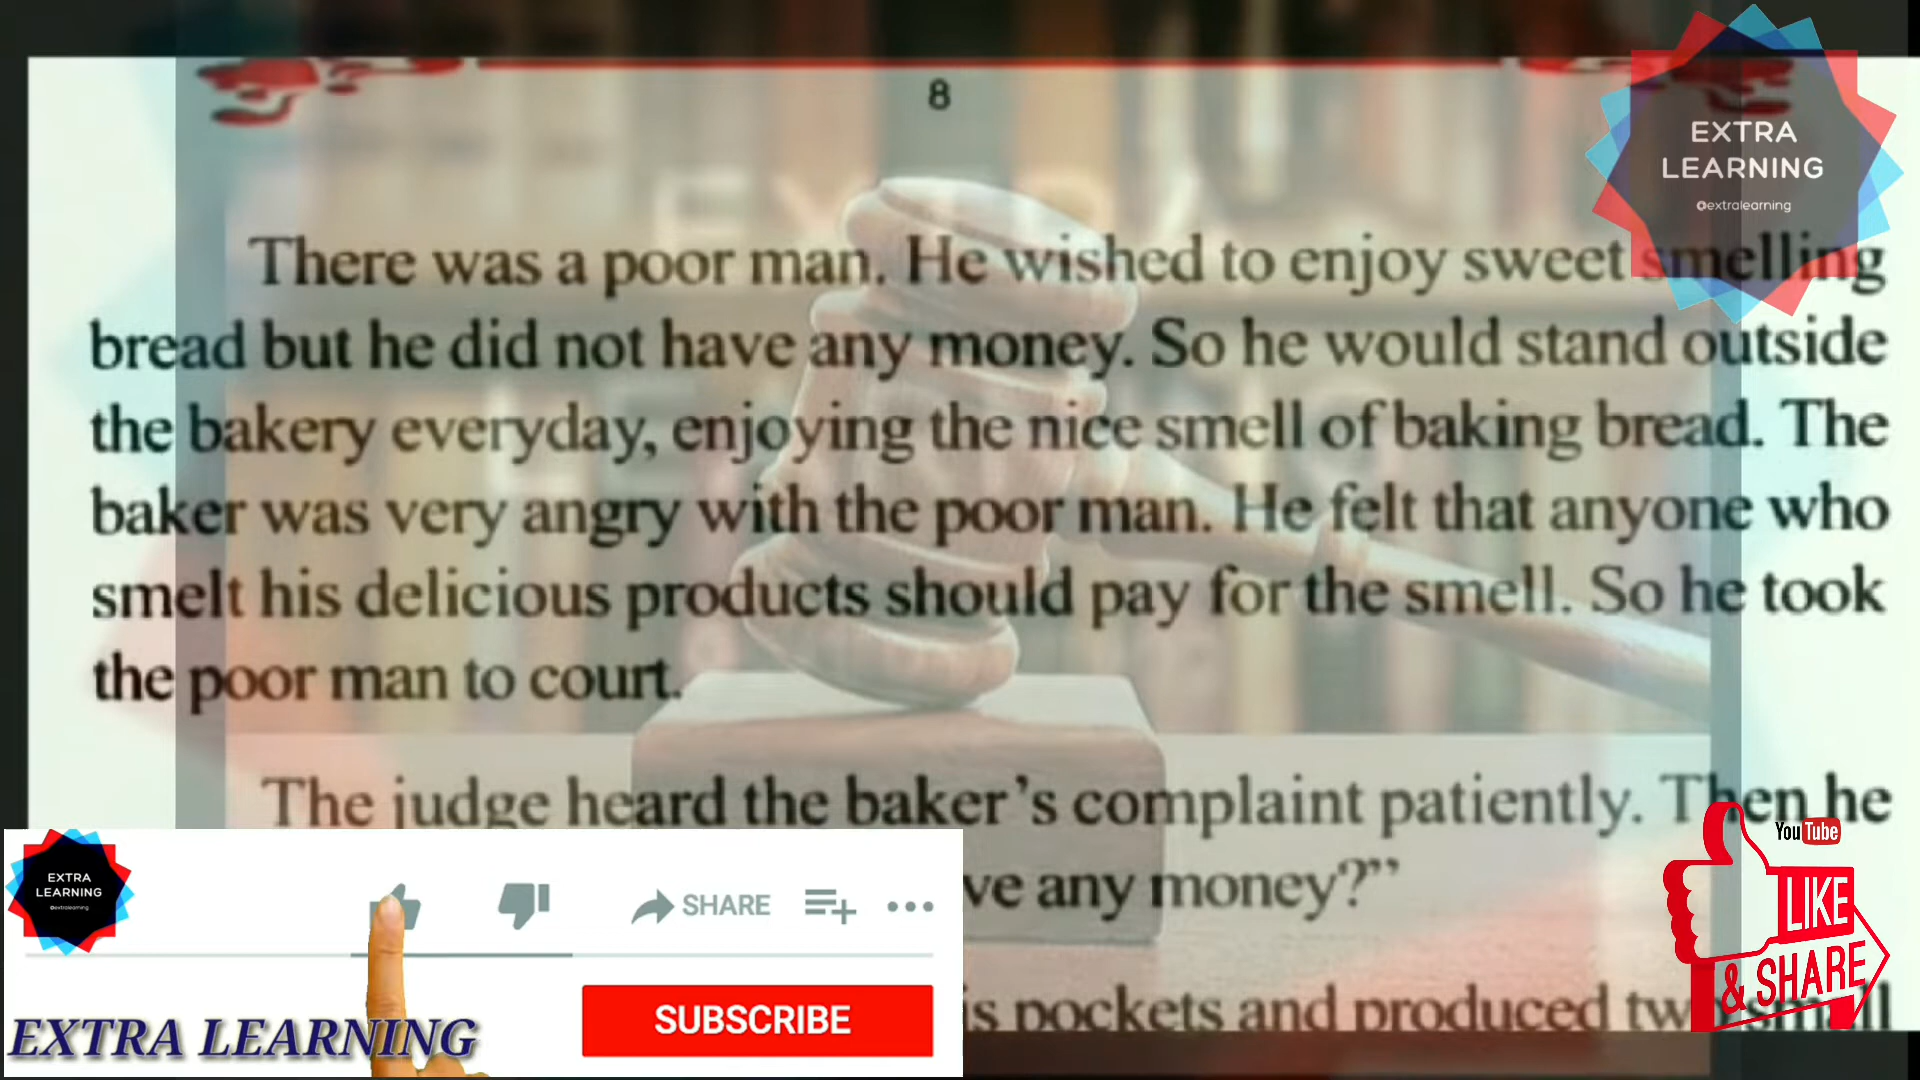 8
EXTRA
LEARNING
@extralearning
There was a poor man. He wished to enjoy sweet smelling
bread but he did not have any money. So he would stand outside
the bakery everyday, enjoying the nice smell of baking bread. The
baker was very angry with the poor man. He felt that anyone who
smelt his delicious products should pay for the smell. So he took
the poor man to court.
The judge heard the baker’s complaint patiently. Then he
any money?”
pockets and produced
YouTube
LIKE
& SHARE
EXTRA
LEARNING
@extralearning
SHARE
EXTRA LEARNING
SUBSCRIBE